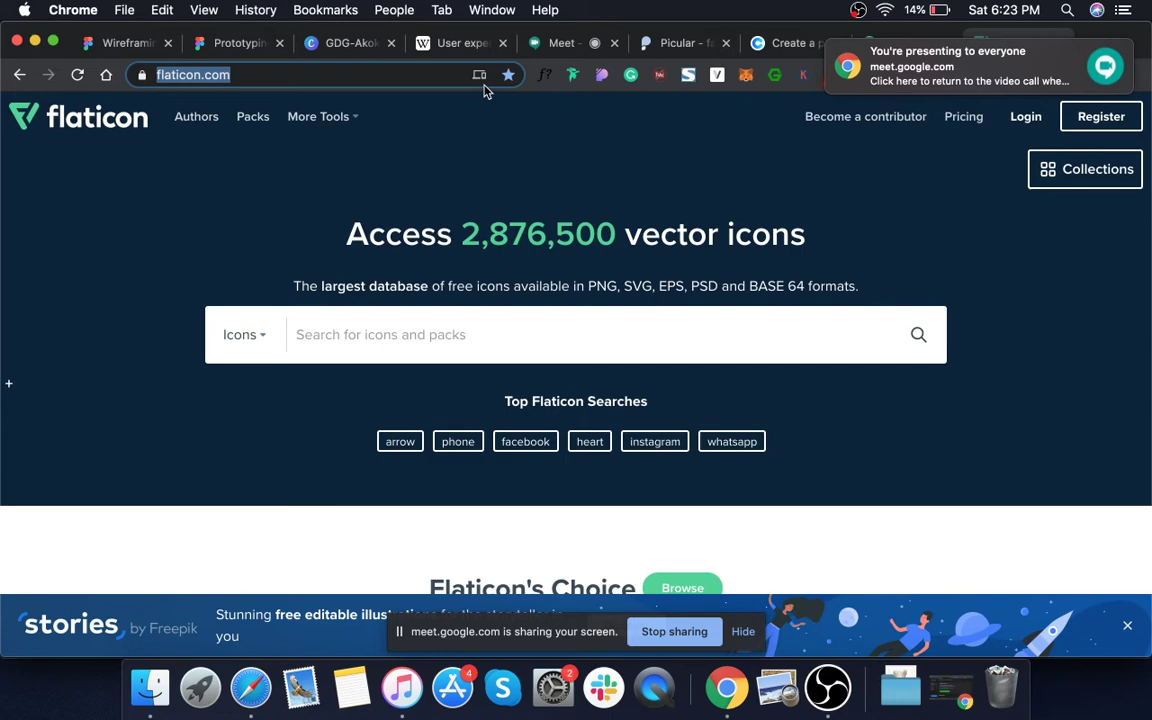 Chrome File Edit View History Bookmarks People Tab Window Help 14% Sat 6:23 PM
Wirefram Prototypin GDG-Ako User expe Meet - Picular - fa Create a p
You're presenting to everyone
meet.google.com
Click here to return to the video call whe...
flaticon.com
flaticon Authors Packs More Tools Become a contributor Pricing Login Register
Collections
Access 2,876,500 vector icons
The largest database of free icons available in PNG, SVG, EPS, PSD and BASE 64 formats.
Icons Search for icons and packs
Top Flaticon Searches
arrow phone facebook heart instagram whatsapp
Flaticon's Choice Browse
stories by Freepik
Stunning free editable illustrations
you
meet.google.com is sharing your screen. Stop sharing Hide
4
2